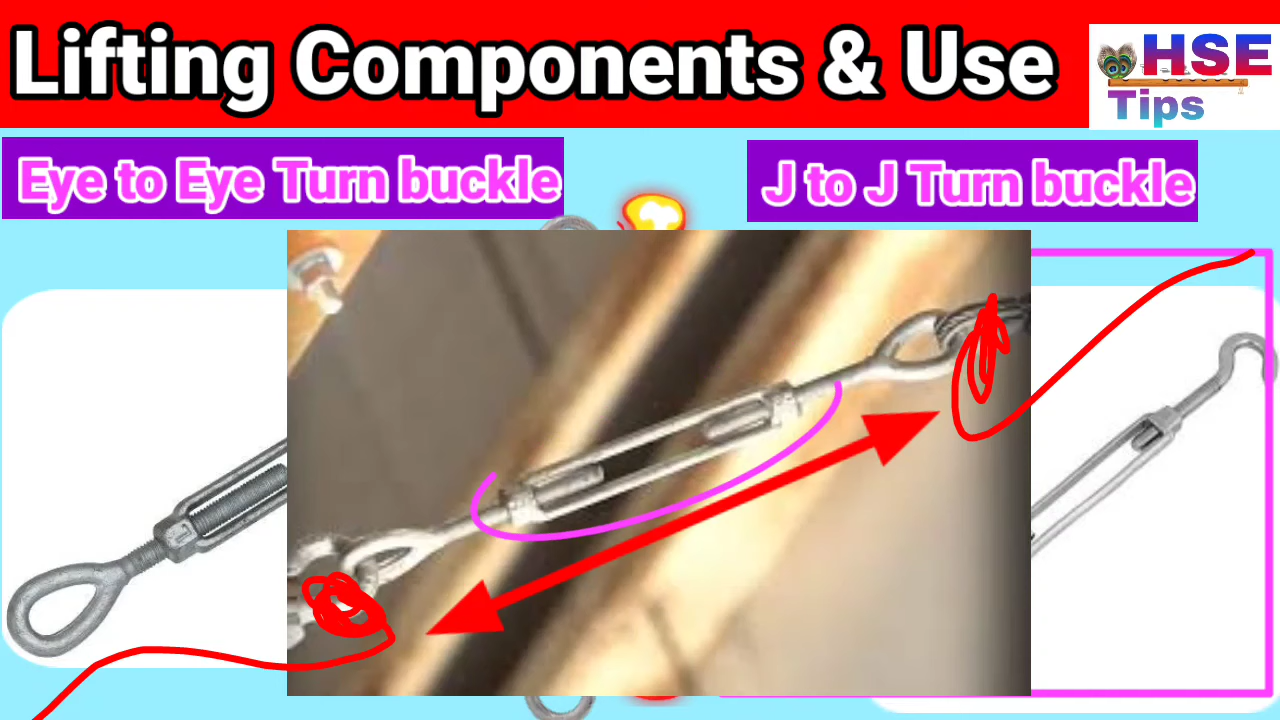 Lifting Components & Use
HSE
Tips
Eye to Eye Turn buckle
J to J Turn buckle